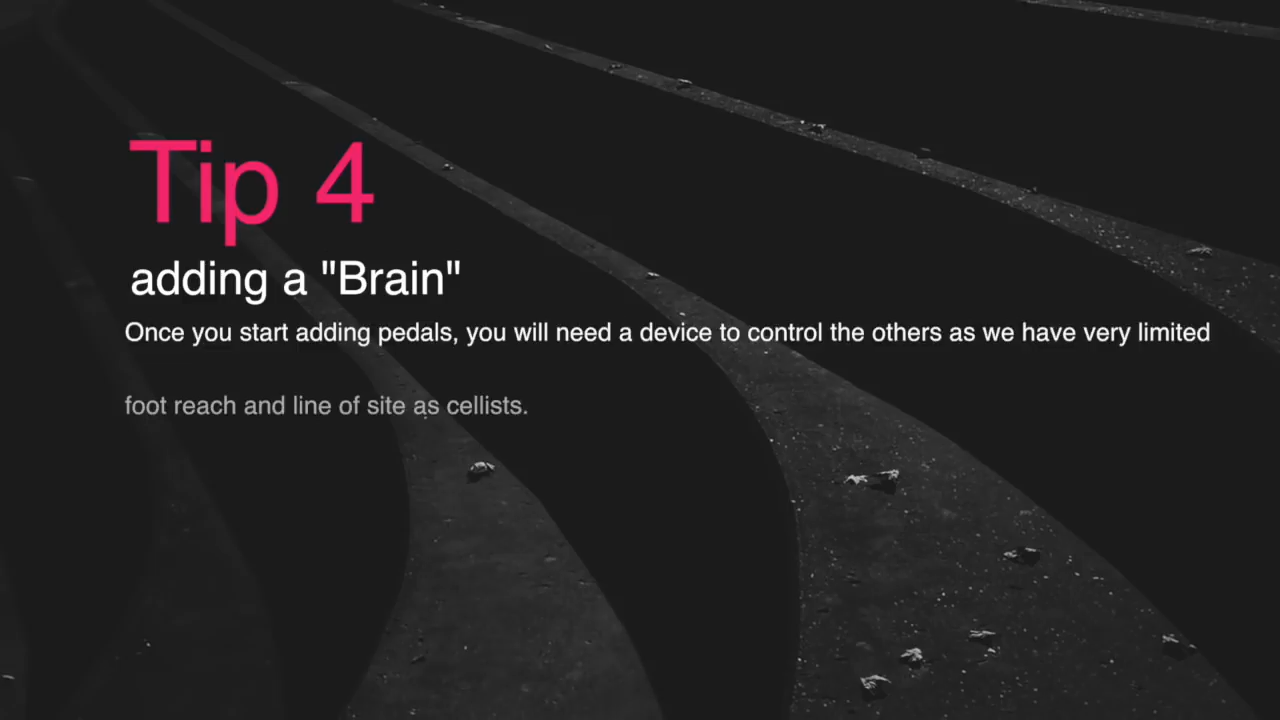 Tip 4
adding a "Brain"
Once you start adding pedals, you will need a device to control the others as we have very limited
foot reach and line of site as cellists.